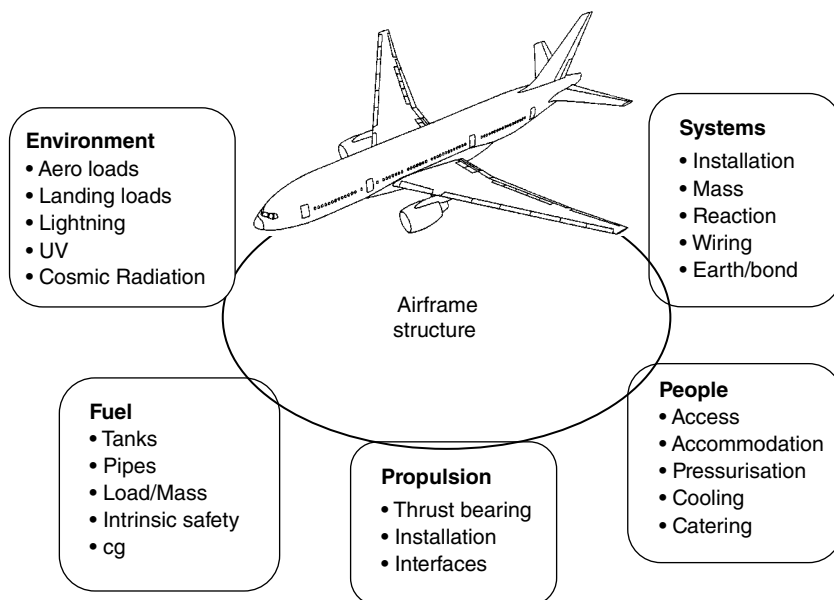 Environment
• Aero loads
• Landing loads
• Lightning
• UV
• Cosmic Radiation
Systems
• Installation
• Mass
• Reaction
• Wiring
• Earth/bond
Airframe
structure
Fuel
• Tanks
• Pipes
• Load/Mass
• Intrinsic safety
• cg
Propulsion
• Thrust bearing
• Installation
• Interfaces
People
• Access
• Accommodation
• Pressurisation
• Cooling
• Catering